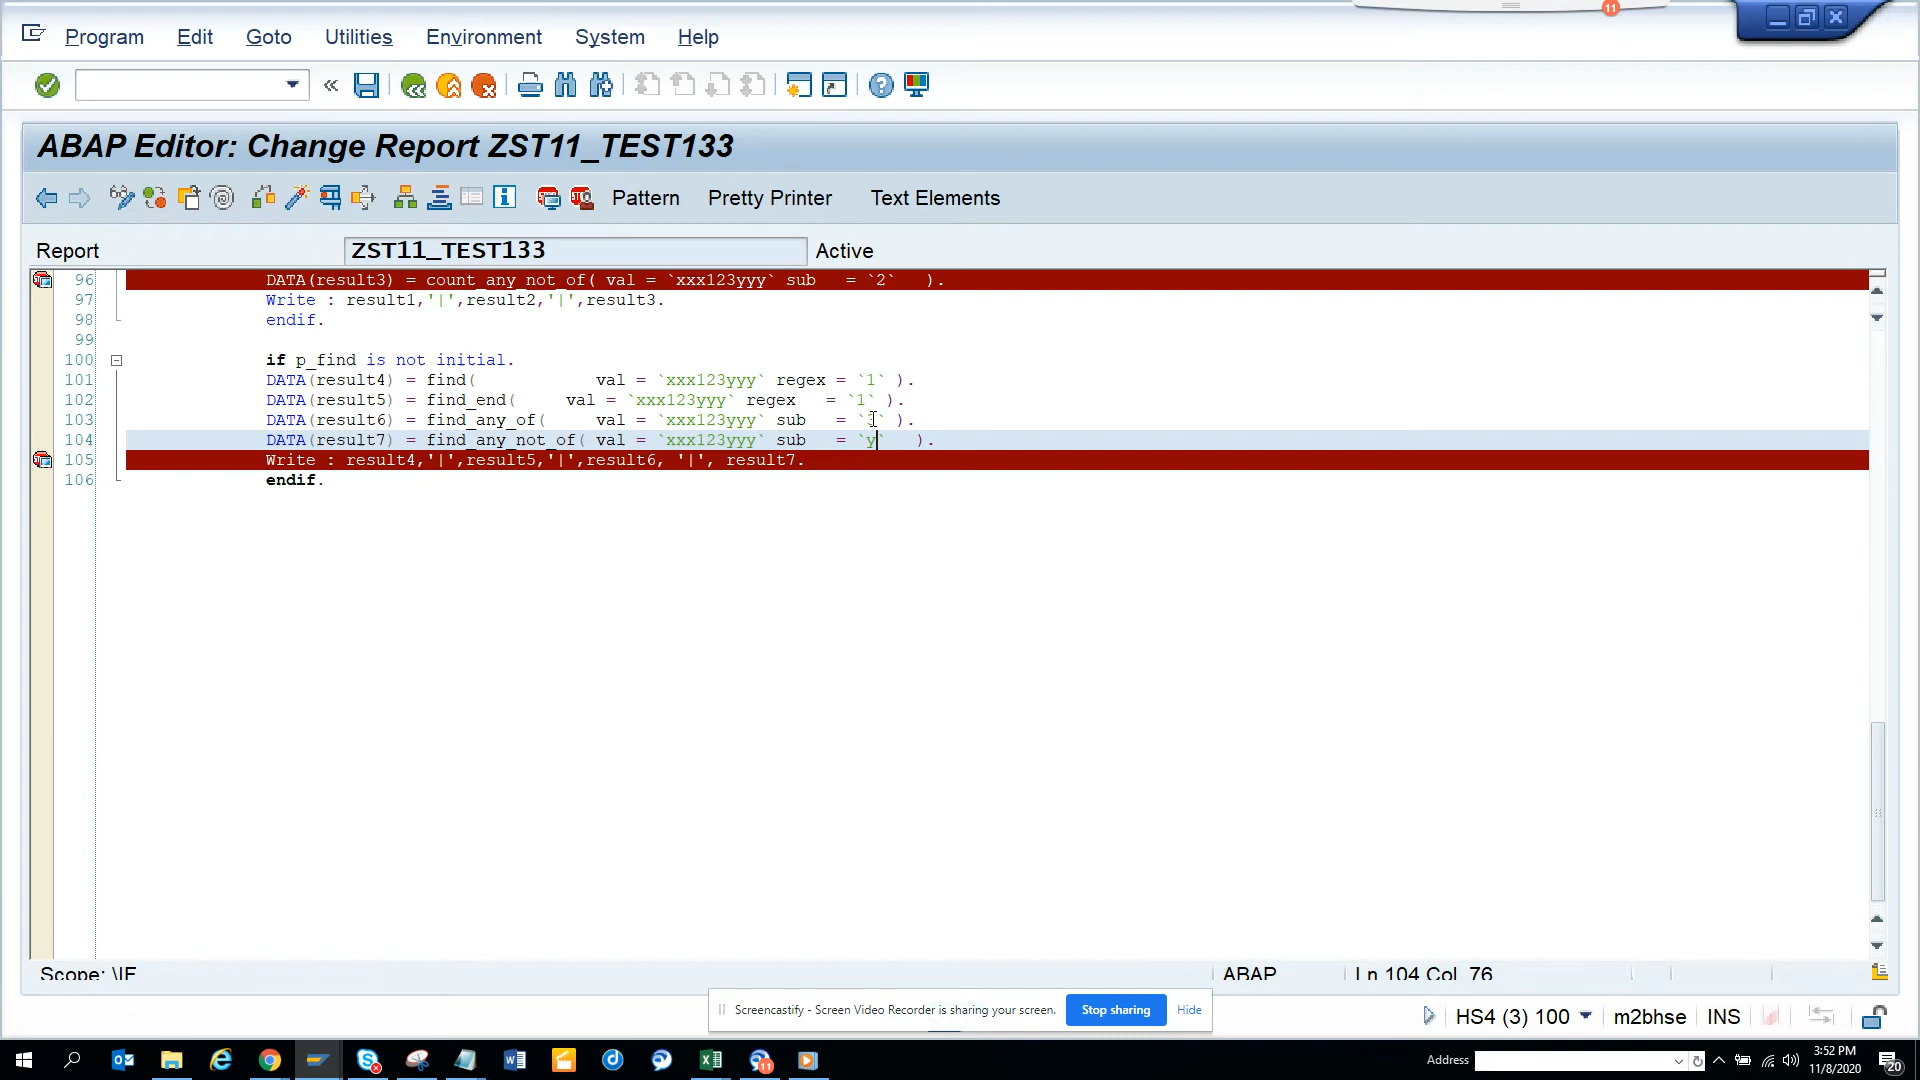 11
Program Edit Goto Utilities Environment System Help
ABAP Editor: Change Report ZST11_TEST133
Pattern Pretty Printer Text Elements
Report ZST11_TEST133 Active
96 DATA(result3) = count_any_not_of( val = `xxx123yyy` sub   = `2`   ).
97 Write : result1,'|',result2,'|',result3.
98 endif.
99
100 if p_find is not initial.
101 DATA(result4) = find(            val = `xxx123yyy` regex = `1` ).
102 DATA(result5) = find_end(     val = `xxx123yyy` regex   = `1` ).
103 DATA(result6) = find_any_of(     val = `xxx123yyy` sub   = `3` ).
104 DATA(result7) = find_any_not_of( val = `xxx123yyy` sub   = `y`   ).
105 Write : result4,'|',result5,'|',result6, '|', result7.
106 endif.
Scope: \IF ABAP Ln 104 Col 76
Screencastify - Screen Video Recorder is sharing your screen. Stop sharing Hide
HS4 (3) 100 m2bhse INS
Address
3:52 PM
11/8/2020
20
11